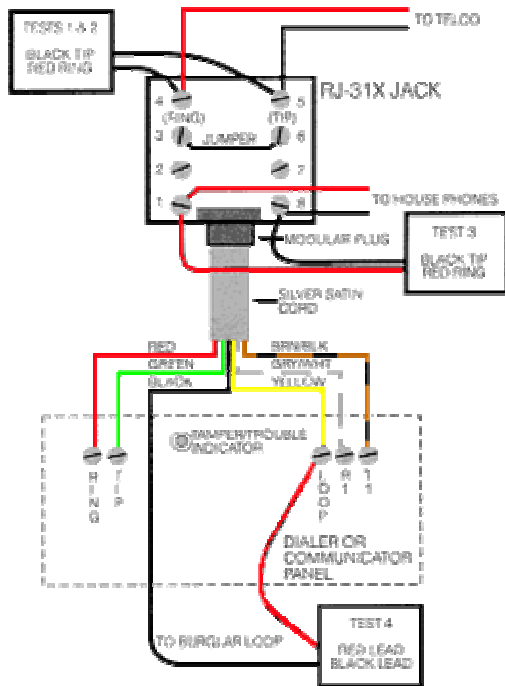 TESTS 1 & 2
BLACK TIP
RED RING
TO TELCO
RJ-31X JACK
4
5
(RING)
(TIP)
3
JUMPER
6
2
7
1
8
TO HOUSE PHONES
MODULAR PLUG
TEST 3
BLACK TIP
RED RING
SILVER SATIN
CORD
RED
GREEN
BLACK
BRN/BLK
GRY/WHT
YELLOW
TAMPER/TROUBLE
INDICATOR
RING
TIP
LOOP
R1
T1
DIALER OR
COMMUNICATOR
PANEL
TO BURGLAR LOOP
TEST 4
RED LEAD
BLACK LEAD